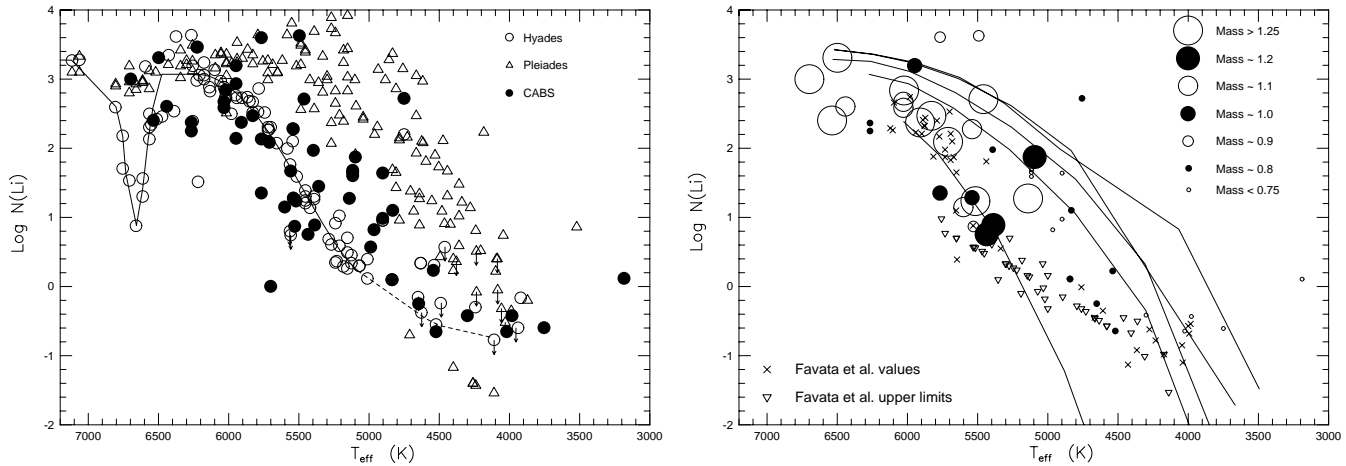 4
3
2
1
0
-1
-2
Log N(Li)
Hyades
Pleiades
CABS
7000 6500 6000 5500 5000 4500 4000 3500 3000
T_eff (K)
4
3
2
1
0
-1
-2
Log N(Li)
Mass > 1.25
Mass ~ 1.2
Mass ~ 1.1
Mass ~ 1.0
Mass ~ 0.9
Mass ~ 0.8
Mass < 0.75
Favata et al. values
Favata et al. upper limits
7000 6500 6000 5500 5000 4500 4000 3500 3000
T_eff (K)